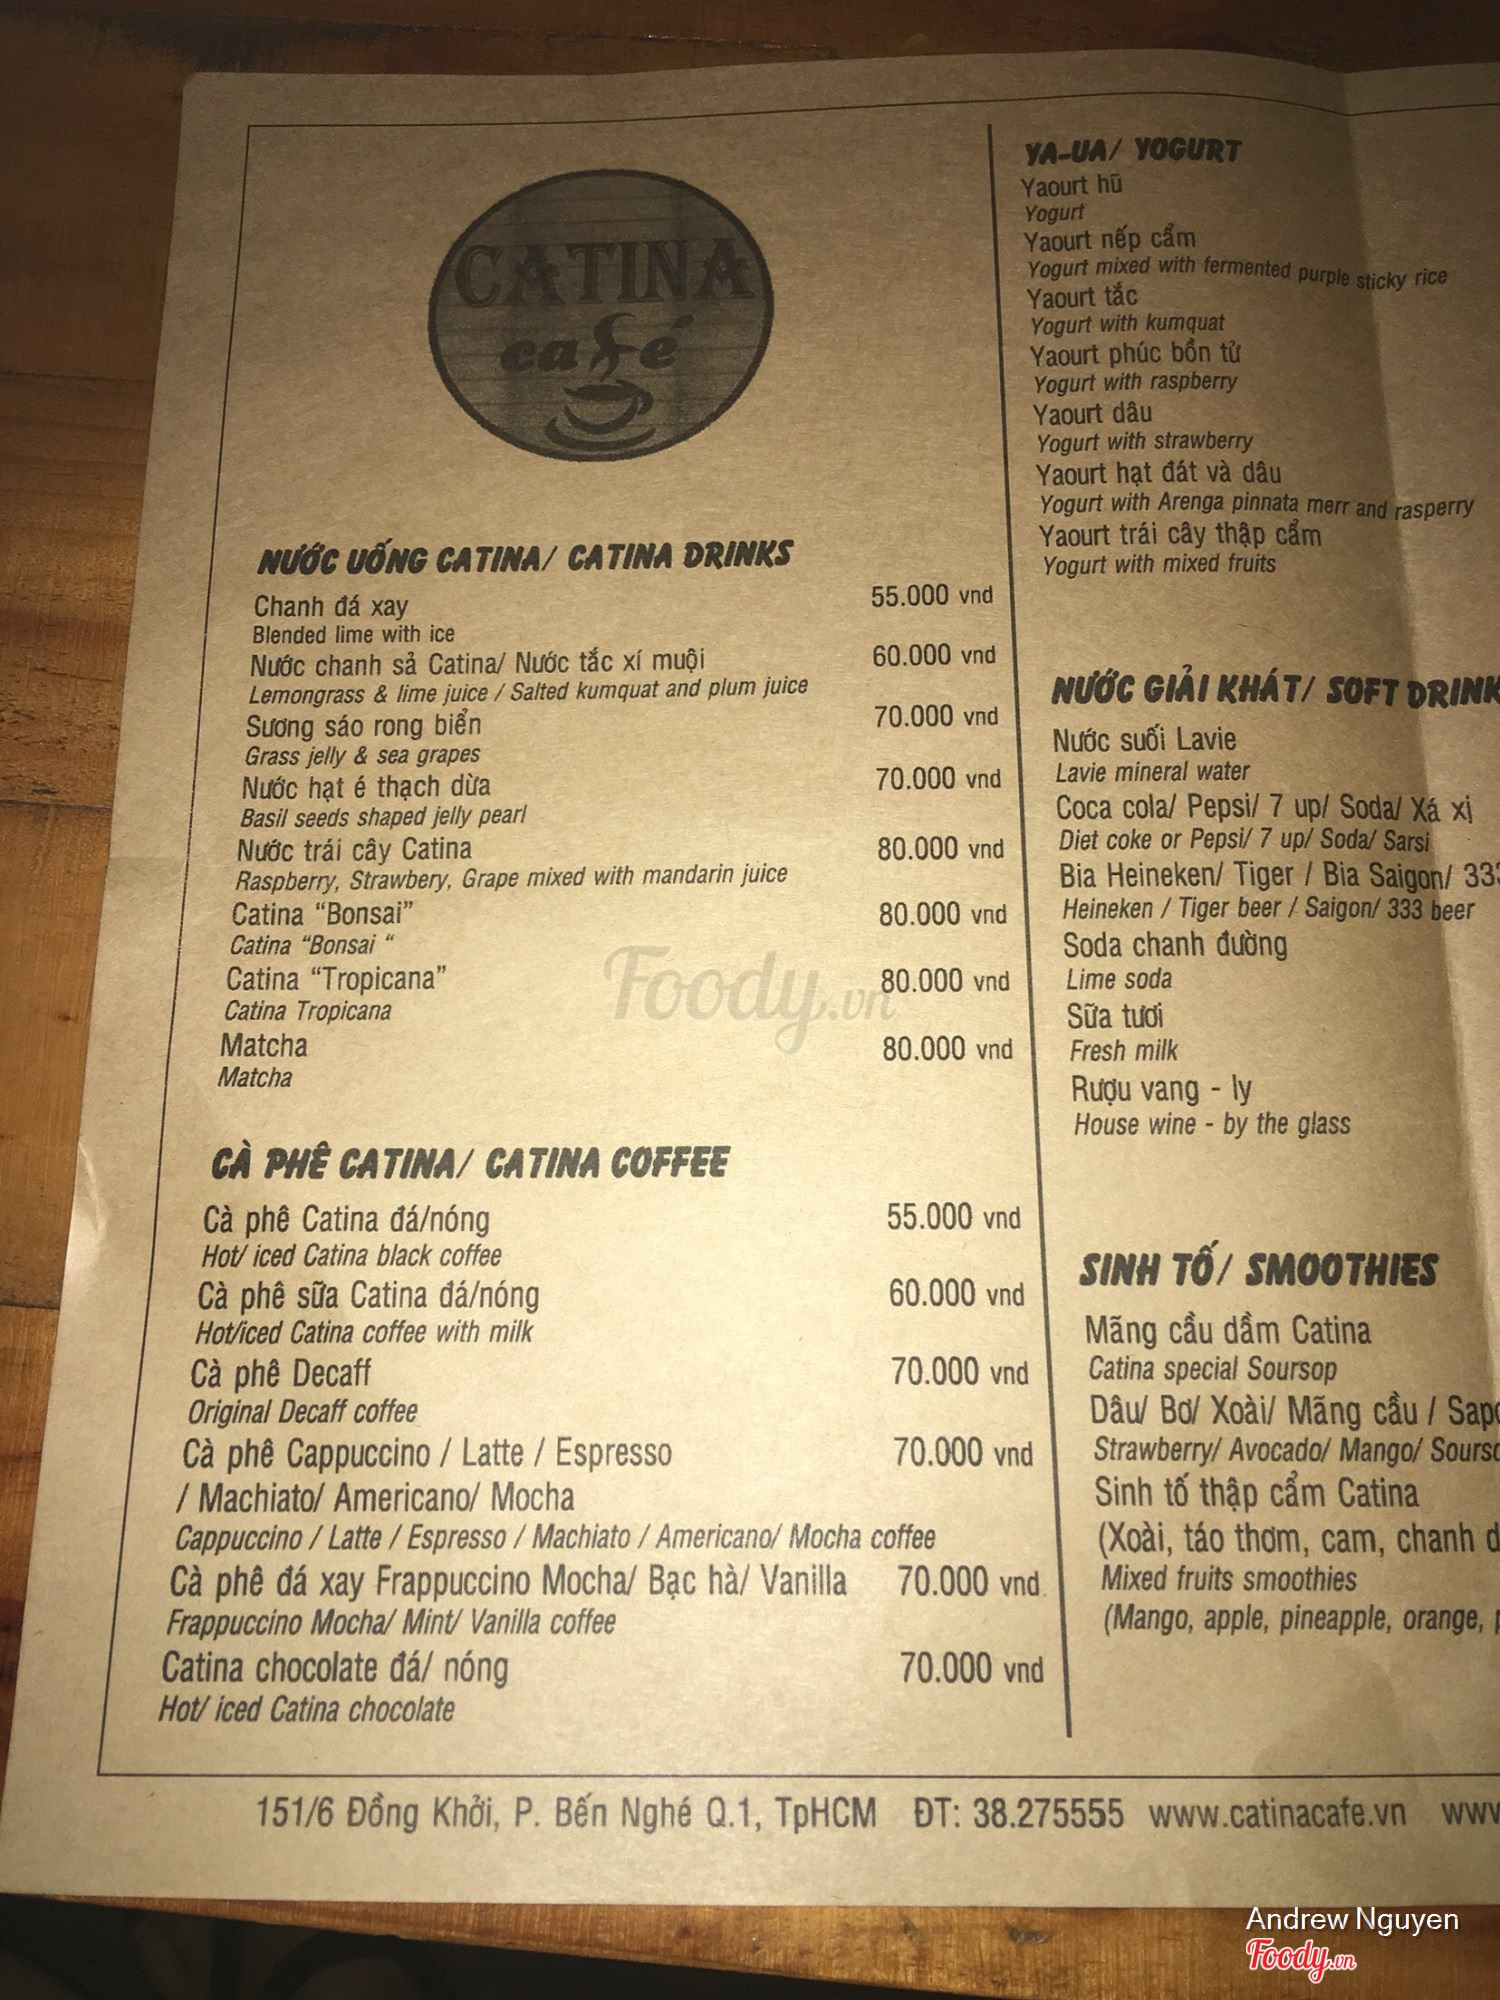 CATINA
café
NƯỚC UỐNG CATINA/ CATINA DRINKS
Chanh đá xay 55.000 vnd
Blended lime with ice
Nước chanh sả Catina/ Nước tắc xí muội 60.000 vnd
Lemongrass & lime juice / Salted kumquat and plum juice
Sương sáo rong biển 70.000 vnd
Grass jelly & sea grapes
Nước hạt é thạch dừa 70.000 vnd
Basil seeds shaped jelly pearl
Nước trái cây Catina 80.000 vnd
Raspberry, Strawbery, Grape mixed with mandarin juice
Catina “Bonsai” 80.000 vnd
Catina “Bonsai “
Catina “Tropicana” 80.000 vnd
Catina Tropicana
Matcha 80.000 vnd
Matcha
CÀ PHÊ CATINA/ CATINA COFFEE
Cà phê Catina đá/nóng 55.000 vnd
Hot/ iced Catina black coffee
Cà phê sữa Catina đá/nóng 60.000 vnd
Hot/iced Catina coffee with milk
Cà phê Decaff 70.000 vnd
Original Decaff coffee
Cà phê Cappuccino / Latte / Espresso 70.000 vnd
/ Machiato/ Americano/ Mocha
Cappuccino / Latte / Espresso / Machiato / Americano/ Mocha coffee
Cà phê đá xay Frappuccino Mocha/ Bạc hà/ Vanilla 70.000 vnd
Frappuccino Mocha/ Mint/ Vanilla coffee
Catina chocolate đá/ nóng 70.000 vnd
Hot/ iced Catina chocolate
YA-UA/ YOGURT
Yaourt hũ
Yogurt
Yaourt nếp cẩm
Yogurt mixed with fermented purple sticky rice
Yaourt tắc
Yogurt with kumquat
Yaourt phúc bồn tử
Yogurt with raspberry
Yaourt dâu
Yogurt with strawberry
Yaourt hạt đát và dâu
Yogurt with Arenga pinnata merr and rasperry
Yaourt trái cây thập cẩm
Yogurt with mixed fruits
NƯỚC GIẢI KHÁT/ SOFT DRINK
Nước suối Lavie
Lavie mineral water
Coca cola/ Pepsi/ 7 up/ Soda/ Xá xị
Diet coke or Pepsi/ 7 up/ Soda/ Sarsi
Bia Heineken/ Tiger / Bia Saigon/ 333
Heineken / Tiger beer / Saigon/ 333 beer
Soda chanh đường
Lime soda
Sữa tươi
Fresh milk
Rượu vang - ly
House wine - by the glass
SINH TỐ/ SMOOTHIES
Mãng cầu dầm Catina
Catina special Soursop
Dâu/ Bơ/ Xoài/ Mãng cầu / Sapo
Strawberry/ Avocado/ Mango/ Sourso
Sinh tố thập cẩm Catina
(Xoài, táo thơm, cam, chanh d
Mixed fruits smoothies
(Mango, apple, pineapple, orange, p
151/6 Đồng Khởi, P. Bến Nghé Q.1, TpHCM ĐT: 38.275555 www.catinacafe.vn www
Foody.vn
Andrew Nguyen
Foody.vn